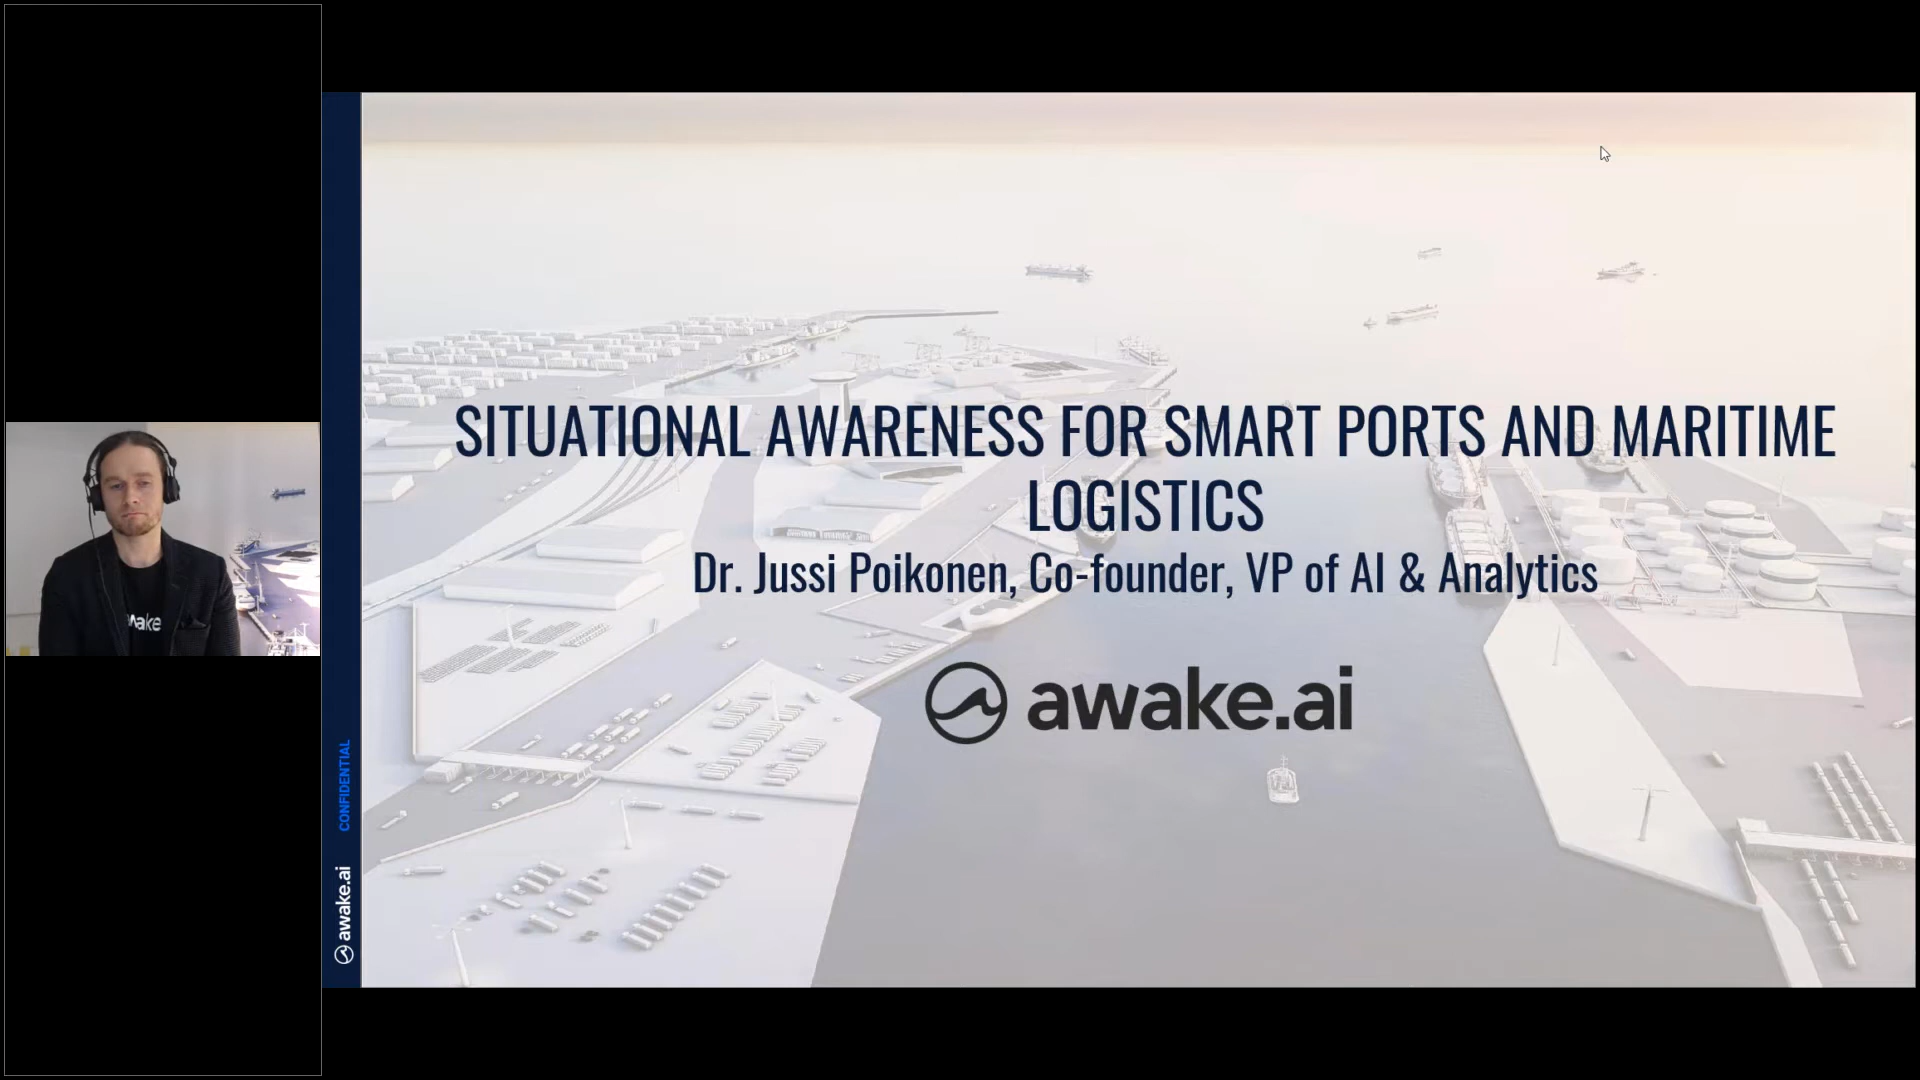 SITUATIONAL AWARENESS FOR SMART PORTS AND MARITIME
LOGISTICS
Dr. Jussi Poikonen, Co-founder, VP of AI & Analytics
awake.ai
CONFIDENTIAL
awake.ai